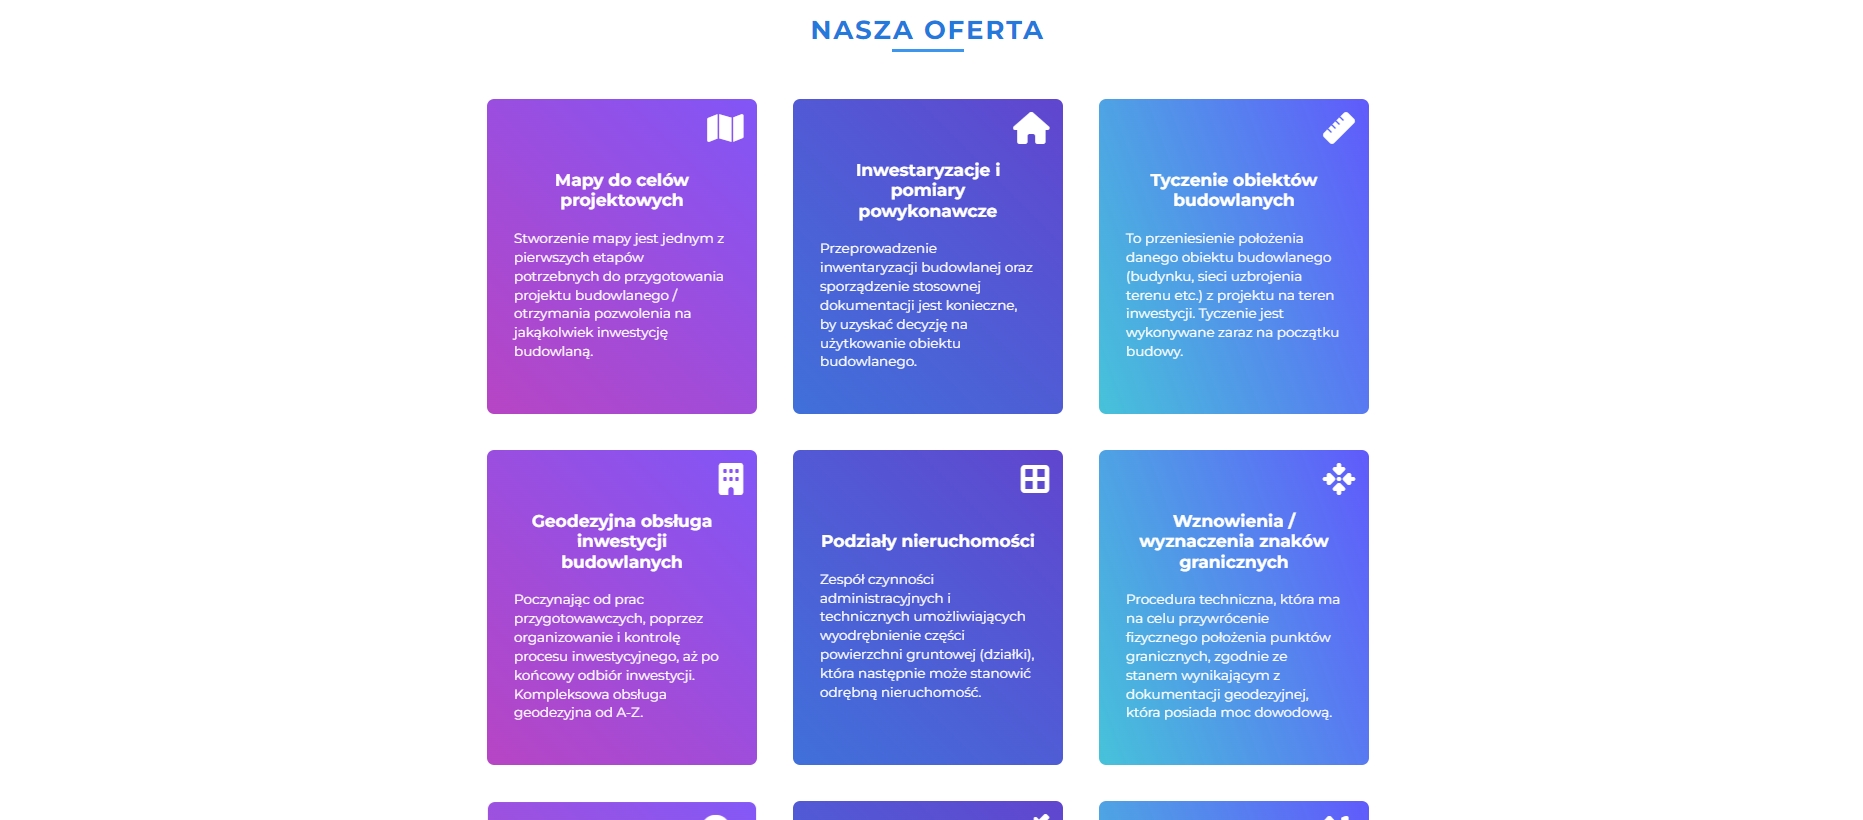 NASZA OFERTA
Mapy do celów
projektowych
Stworzenie mapy jest jednym z
pierwszych etapów
potrzebnych do przygotowania
projektu budowlanego /
otrzymania pozwolenia na
jakąkolwiek inwestycję
budowlaną.
Inwestaryzacje i
pomiary
powykonawcze
Przeprowadzenie
inwentaryzacji budowlanej oraz
sporządzenie stosownej
dokumentacji jest konieczne,
by uzyskać decyzję na
użytkowanie obiektu
budowlanego.
Tyczenie obiektów
budowlanych
To przeniesienie położenia
danego obiektu budowlanego
(budynku, sieci uzbrojenia
terenu etc.) z projektu na teren
inwestycji. Tyczenie jest
wykonywane zaraz na początku
budowy.
Geodezyjna obsługa
inwestycji
budowlanych
Poczynając od prac
przygotowawczych, poprzez
organizowanie i kontrolę
procesu inwestycyjnego, aż po
końcowy odbiór inwestycji.
Kompleksowa obsługa
geodezyjna od A-Z.
Podziały nieruchomości
Zespół czynności
administracyjnych i
technicznych umożliwiających
wyodrębnienie części
powierzchni gruntowej (działki),
która następnie może stanowić
odrębną nieruchomość.
Wznowienia /
wyznaczenia znaków
granicznych
Procedura techniczna, która ma
na celu przywrócenie
fizycznego położenia punktów
granicznych, zgodnie ze
stanem wynikającym z
dokumentacji geodezyjnej,
która posiada moc dowodową.